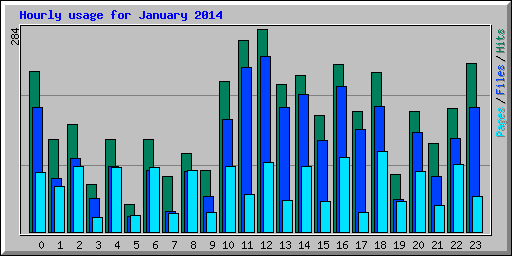 Hourly usage for January 2014
284
Pages/Files/Hits
0 1 2 3 4 5 6 7 8 9 10 11 12 13 14 15 16 17 18 19 20 21 22 23